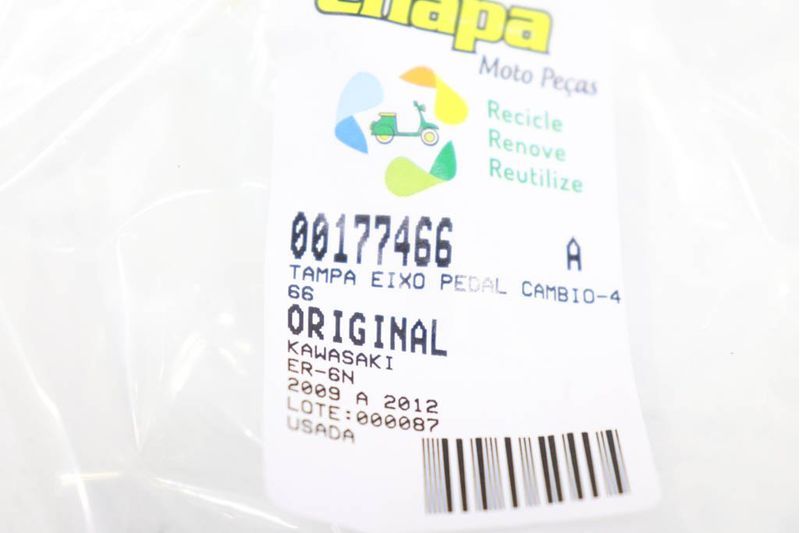 Moto Peças
Recicle
Renove
Reutilize
00177466 A
TAMPA EIXO PEDAL CAMBIO-4
66
ORIGINAL
KAWASAKI
ER-6N
2009 A 2012
LOTE:000087
USADA